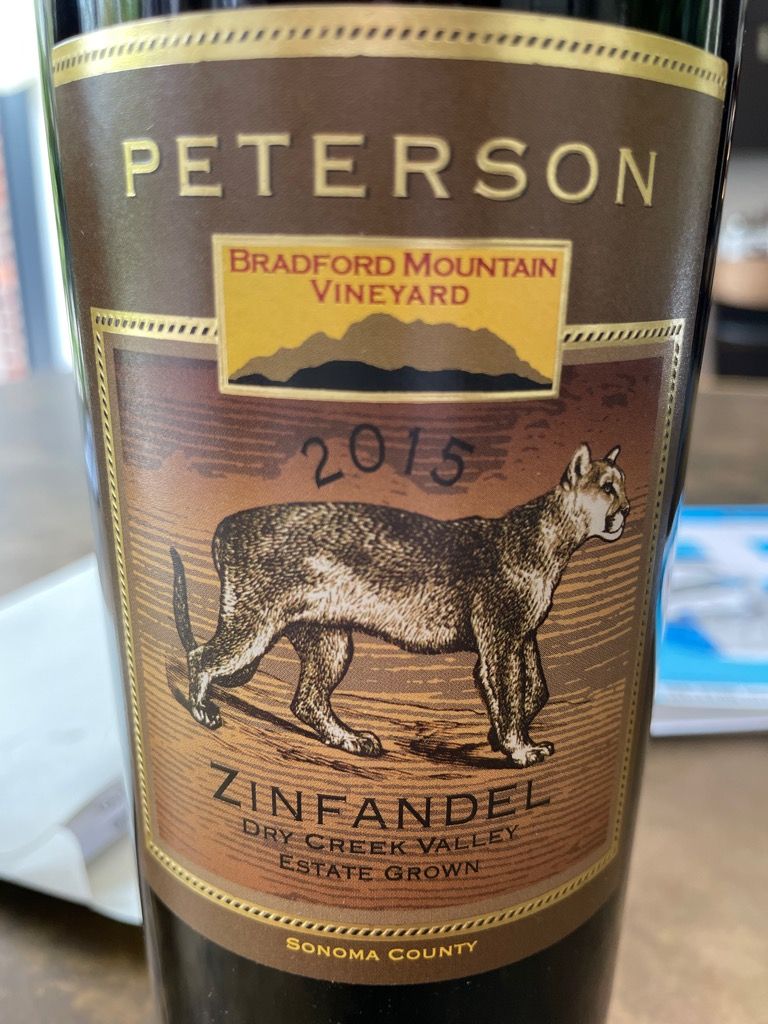 PETERSON
BRADFORD MOUNTAIN
VINEYARD
2015
ZINFANDEL
DRY CREEK VALLEY
ESTATE GROWN
SONOMA COUNTY